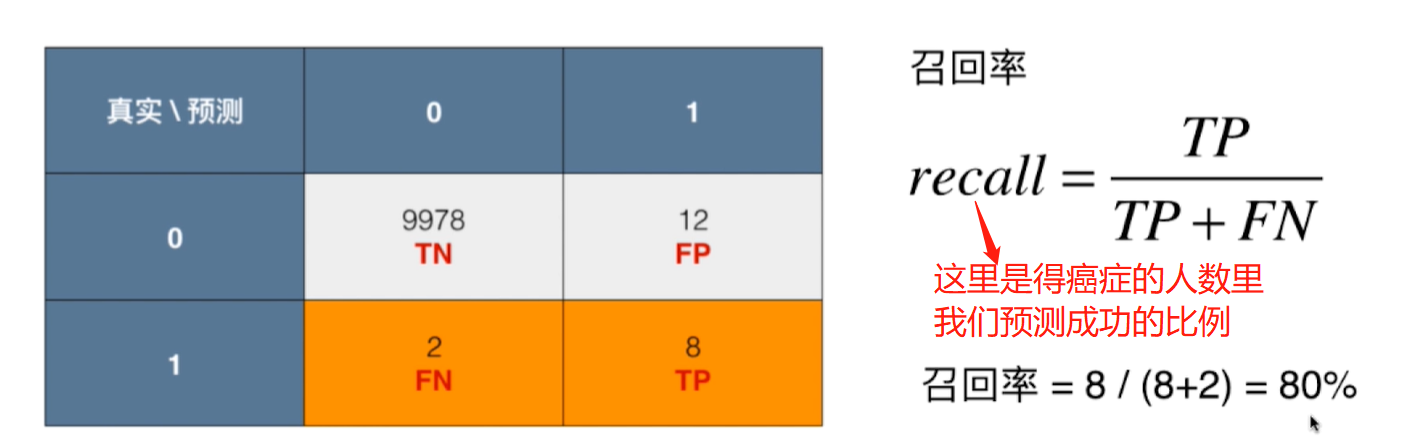 真实 \ 预测 0 1
0 9978 12
TN FP
1 2 8
FN TP
召回率
recall = TP / (TP + FN)
这里是得癌症的人数里
我们预测成功的比例
召回率 = 8 / (8+2) = 80%